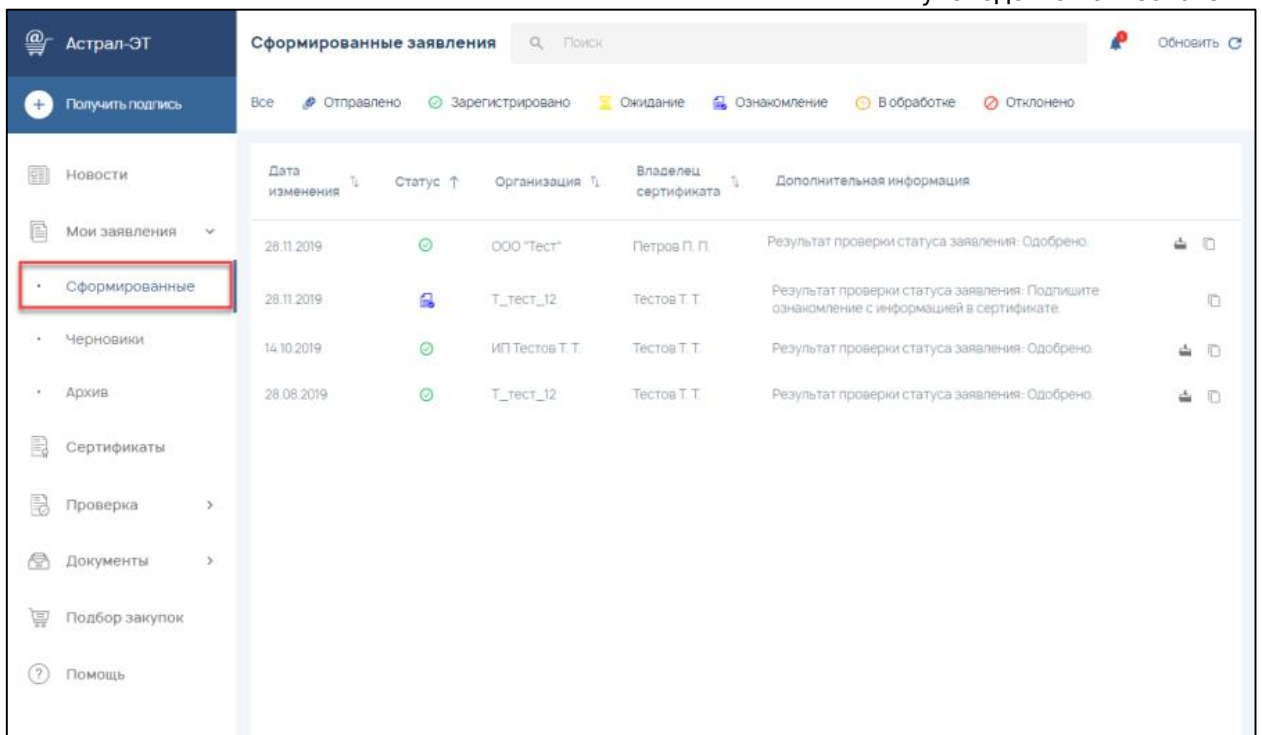 Астрал-ЭТ
Сформированные заявления
Поиск
Обновить
Получить подпись
Все
Отправлено
Зарегистрировано
Ожидание
Ознакомление
В обработке
Отклонено
Новости
Мои заявления
Сформированные
Черновики
Архив
Сертификаты
Проверка
Документы
Подбор закупок
Помощь
Дата
изменения
Статус
Организация
Владелец
сертификата
Дополнительная информация
28.11.2019
ООО "Тест"
Петров П. П.
Результат проверки статуса заявления: Одобрено.
28.11.2019
Т_тест_12
Тестов Т. Т.
Результат проверки статуса заявления: Подпишите
ознакомление с информацией в сертификате.
14.10.2019
ИП Тестов Т. Т.
Тестов Т. Т.
Результат проверки статуса заявления: Одобрено.
28.08.2019
Т_тест_12
Тестов Т. Т.
Результат проверки статуса заявления: Одобрено.